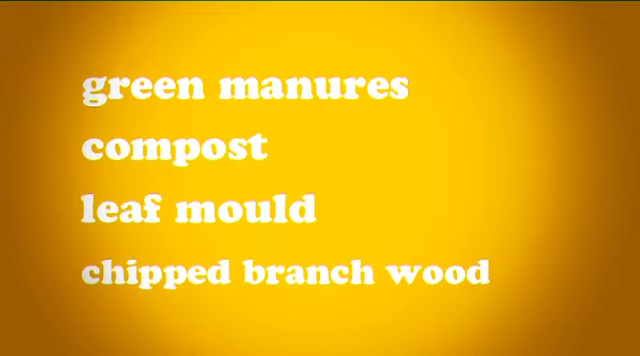 green manures
compost
leaf mould
chipped branch wood